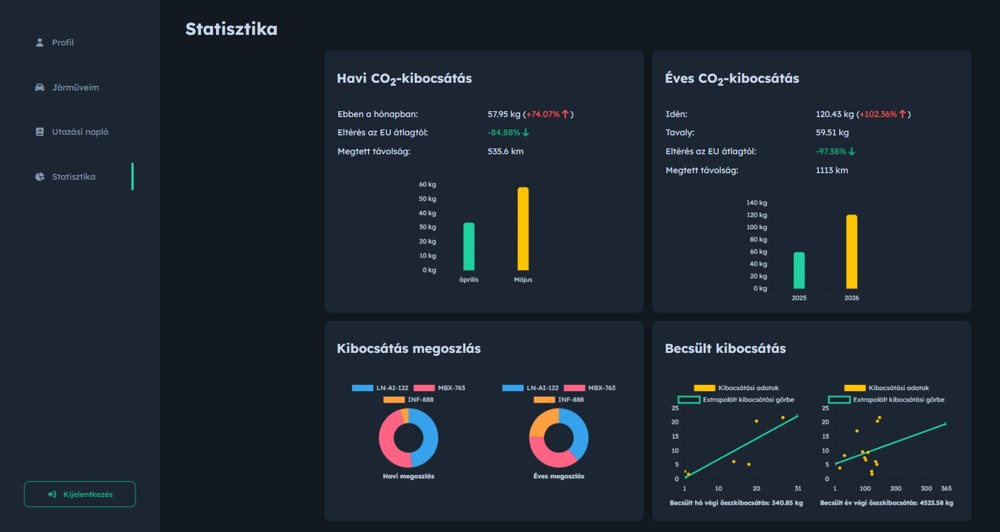 Profil
Járműveim
Utazási napló
Statisztika
Kijelentkezés
Statisztika
Havi CO₂-kibocsátás
Ebben a hónapban: 57.95 kg (+74.07%↑)
Eltérés az EU átlagtól: -84.88%↓
Megtett távolság: 535.6 km
60 kg
50 kg
40 kg
30 kg
20 kg
10 kg
0 kg
április Május
Éves CO₂-kibocsátás
Idén: 120.43 kg (+102.36%↑)
Tavaly: 59.51 kg
Eltérés az EU átlagtól: -97.38%↓
Megtett távolság: 1113 km
140 kg
120 kg
100 kg
80 kg
60 kg
40 kg
20 kg
0 kg
2025 2026
Kibocsátás megoszlás
LN-AI-122 MBX-763
INF-888
Havi megoszlás
LN-AI-122 MBX-763
INF-888
Éves megoszlás
Becsült kibocsátás
Kibocsátási adatok
Extrapolált kibocsátási görbe
25
20
15
10
5
0
1 10 20 31
Becsült hó végi összkibocsátás: 340.85 kg
Kibocsátási adatok
Extrapolált kibocsátási görbe
25
20
15
10
5
0
1 100 200 300 365
Becsült év végi összkibocsátás: 4523.58 kg